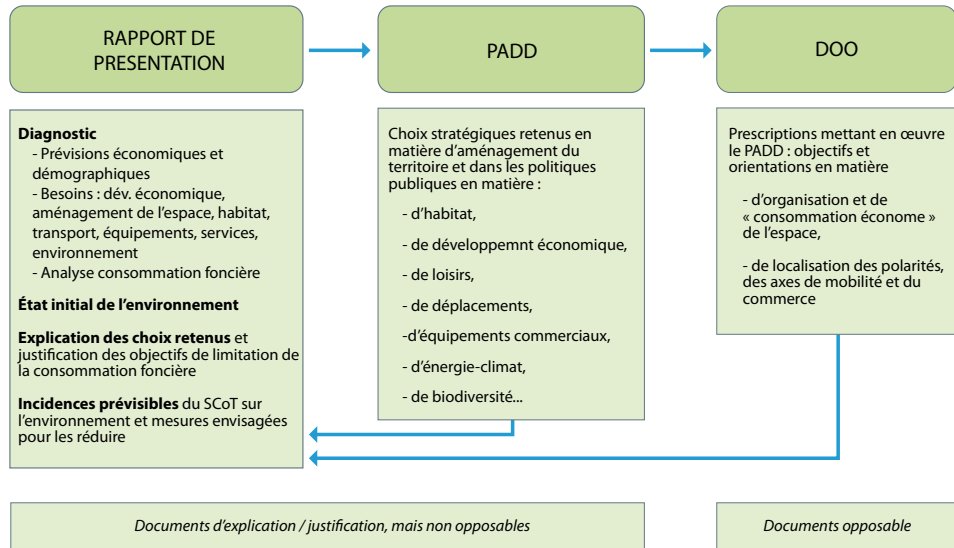 RAPPORT DE
PRESENTATION
PADD
DOO
Diagnostic
- Prévisions économiques et
démographiques
- Besoins : dév. économique,
aménagement de l'espace, habitat,
transport, équipements, services,
environnement
- Analyse consommation foncière
État initial de l'environnement
Explication des choix retenus et
justification des objectifs de limitation de
la consommation foncière
Incidences prévisibles du SCoT sur
l'environnement et mesures envisagées
pour les réduire
Choix stratégiques retenus en
matière d'aménagement du
territoire et dans les politiques
publiques en matière :
- d'habitat,
- de développemnt économique,
- de loisirs,
- de déplacements,
-d'équipements commerciaux,
- d'énergie-climat,
- de biodiversité...
Prescriptions mettant en œuvre
le PADD : objectifs et
orientations en matière
- d'organisation et de
« consommation économe »
de l'espace,
- de localisation des polarités,
des axes de mobilité et du
commerce
Documents d'explication / justification, mais non opposables
Documents opposable